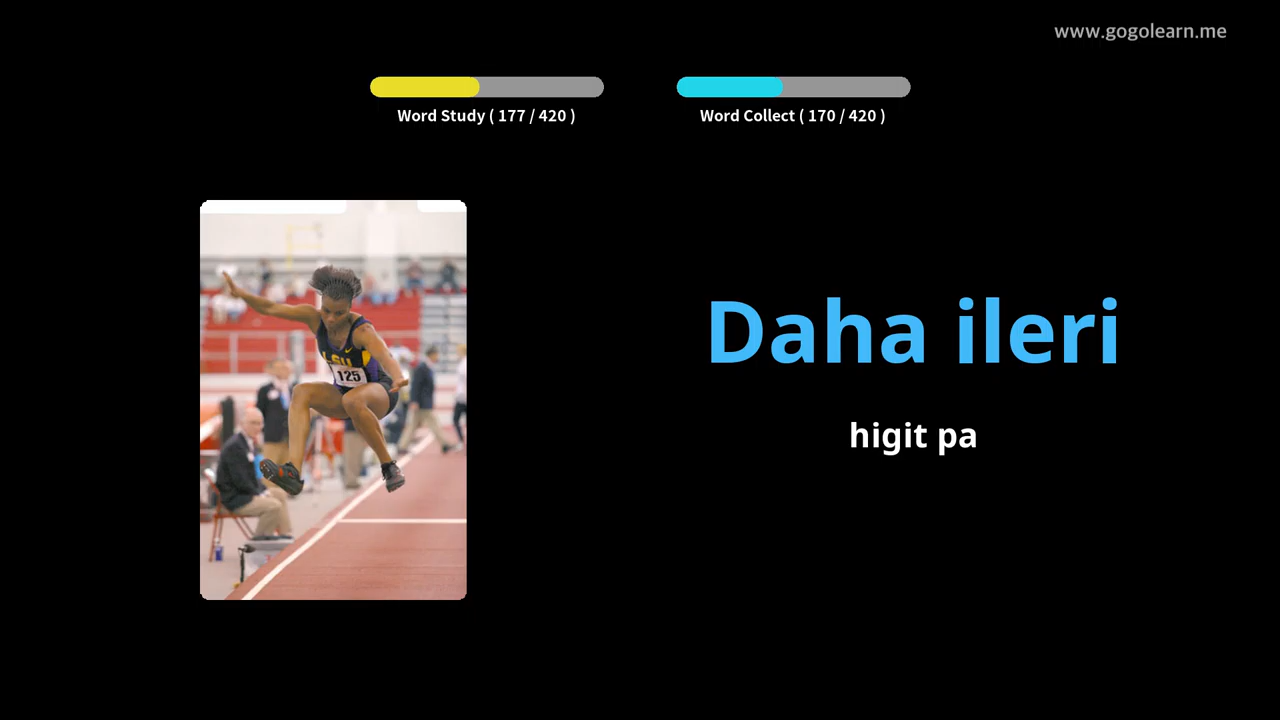 www.gogolearn.me
Word Study ( 177 / 420 )
Word Collect ( 170 / 420 )
LSU
125
Daha ileri
higit pa